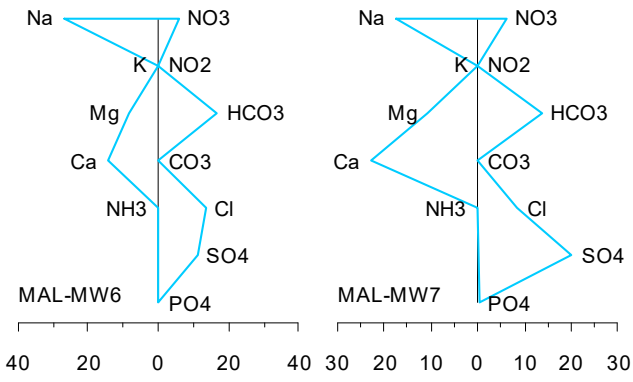 Na NO3
K NO2
Mg HCO3
Ca CO3
NH3 Cl
SO4
MAL-MW6 PO4
40 20 0 20 40
Na NO3
K NO2
Mg HCO3
Ca CO3
NH3 Cl
SO4
MAL-MW7 PO4
30 20 10 0 10 20 30